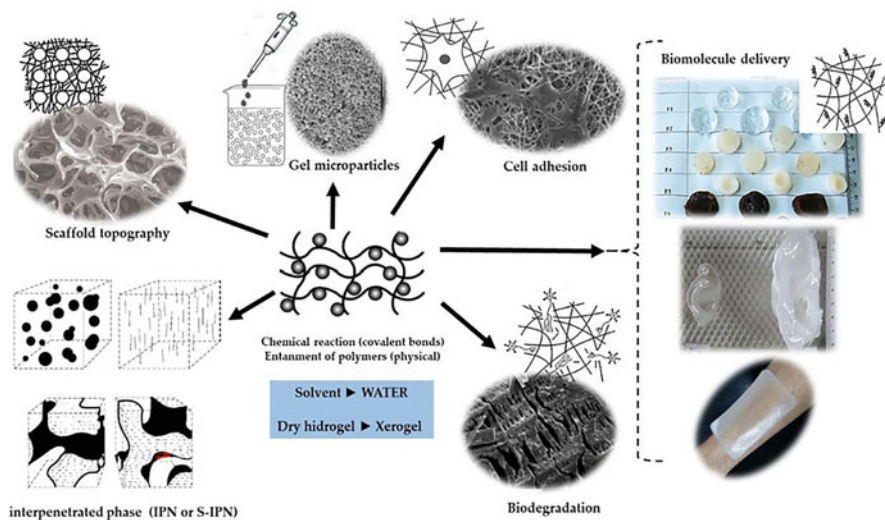 Biomolecule delivery
Gel microparticles
Cell adhesion
Scaffold topography
Chemical reaction (covalent bonds)
Entanment of polymers (physical)
Solvent ► WATER
Dry hidrogel ► Xerogel
Biodegradation
interpenetrated phase (IPN or S-IPN)